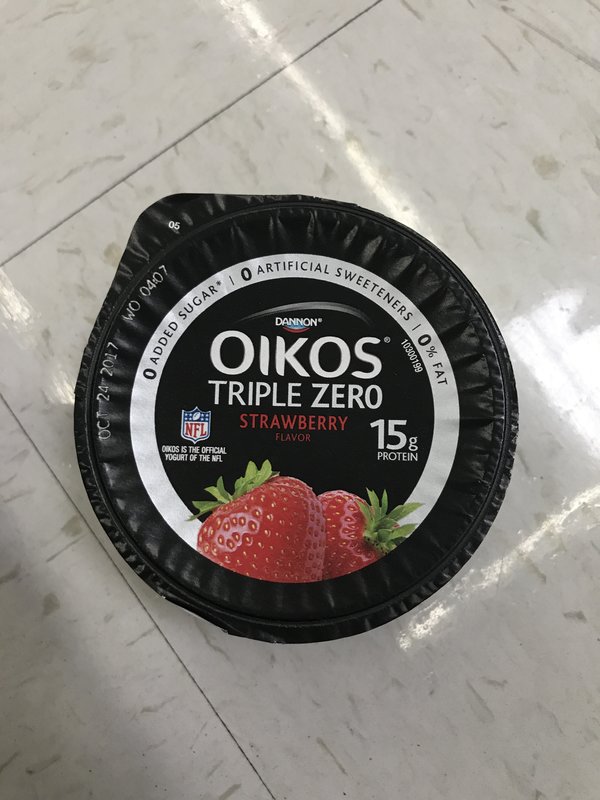 05
OCT 24 2017 WO 0407
0 ADDED SUGAR* | 0 ARTIFICIAL SWEETENERS | 0% FAT
DANNON®
OIKOS®
10300199
TRIPLE ZERO
STRAWBERRY
FLAVOR
NFL
OIKOS IS THE OFFICIAL
YOGURT OF THE NFL
15g
PROTEIN